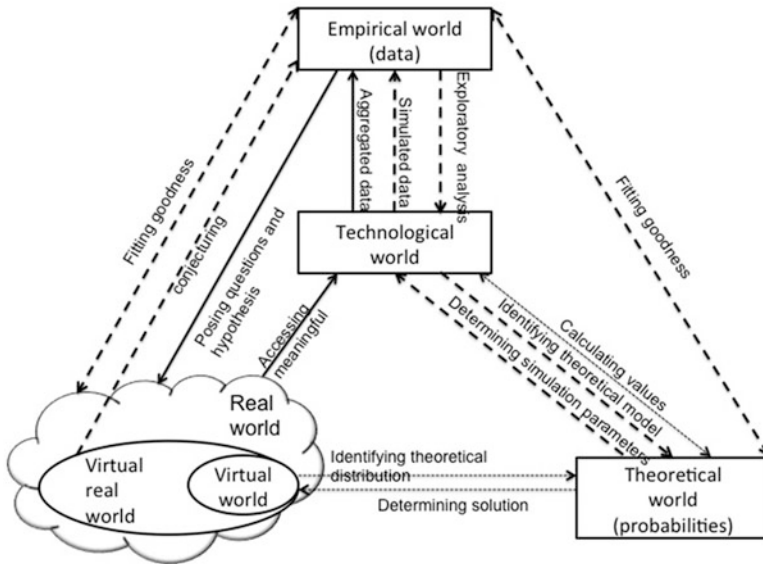 Empirical world
(data)
Fitting goodness
conjecturing
Posing questions and
hypothesis
Aggregated data
Simulated data
Exploratory analysis
Fitting goodness
Technological
world
Accessing
meaningful
Calculating values
Identifying theoretical model
Determining simulation parameters
Real
world
Virtual
real
world
Virtual
world
Identifying theoretical
distribution
Determining solution
Theoretical
world
(probabilities)